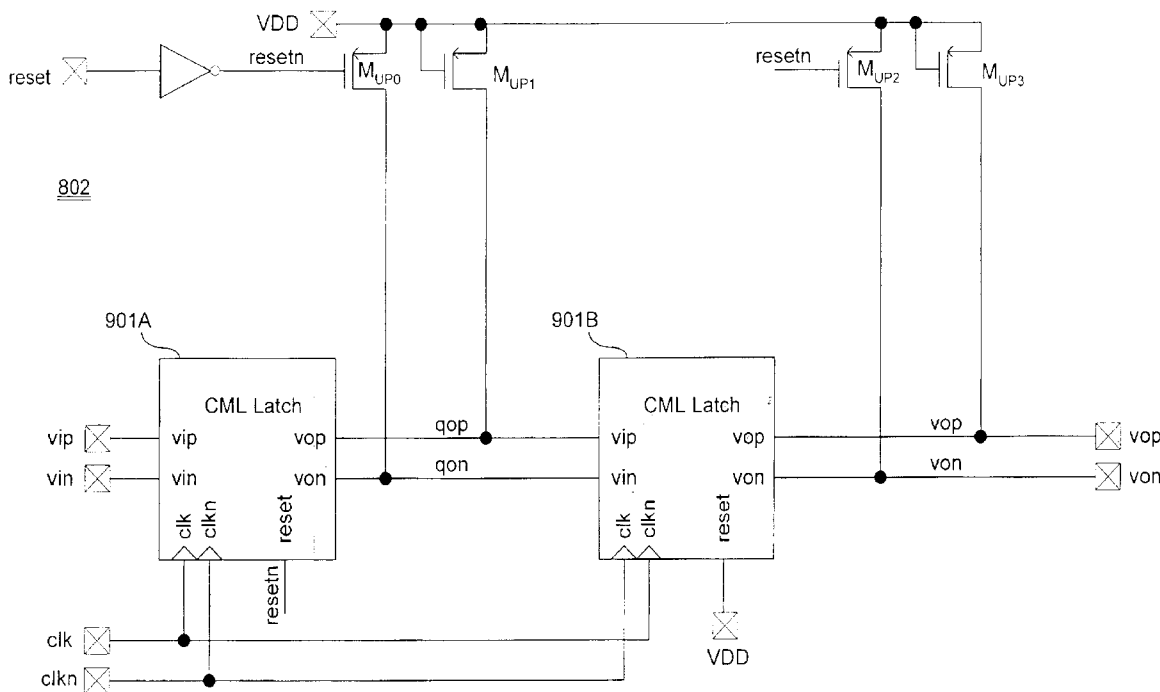 VDD
reset
resetn
MUP0
MUP1
resetn
MUP2
MUP3
802
901A
901B
CML Latch
CML Latch
vip
vip
vop
qop
vip
vop
vop
vop
vin
vin
von
qon
vin
von
von
von
clk
clkn
reset
clk
clkn
reset
resetn
clk
clkn
VDD